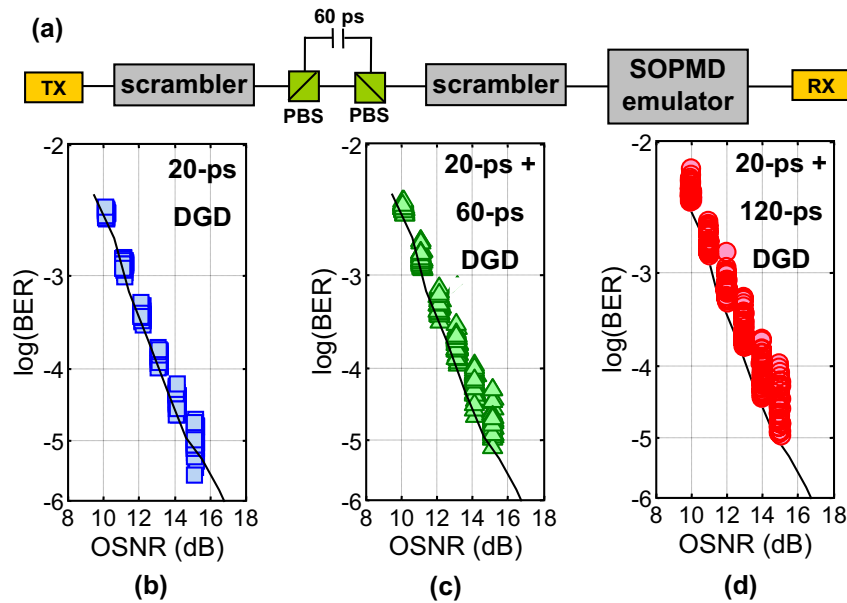 (a)
60 ps
TX
scrambler
PBS
PBS
scrambler
SOPMD
emulator
RX
-2
-3
-4
-5
-6
log(BER)
20-ps
DGD
8 10 12 14 16 18
OSNR (dB)
(b)
-2
-3
-4
-5
-6
log(BER)
20-ps +
60-ps
DGD
8 10 12 14 16 18
OSNR (dB)
(c)
-2
-3
-4
-5
-6
log(BER)
20-ps +
120-ps
DGD
8 10 12 14 16 18
OSNR (dB)
(d)